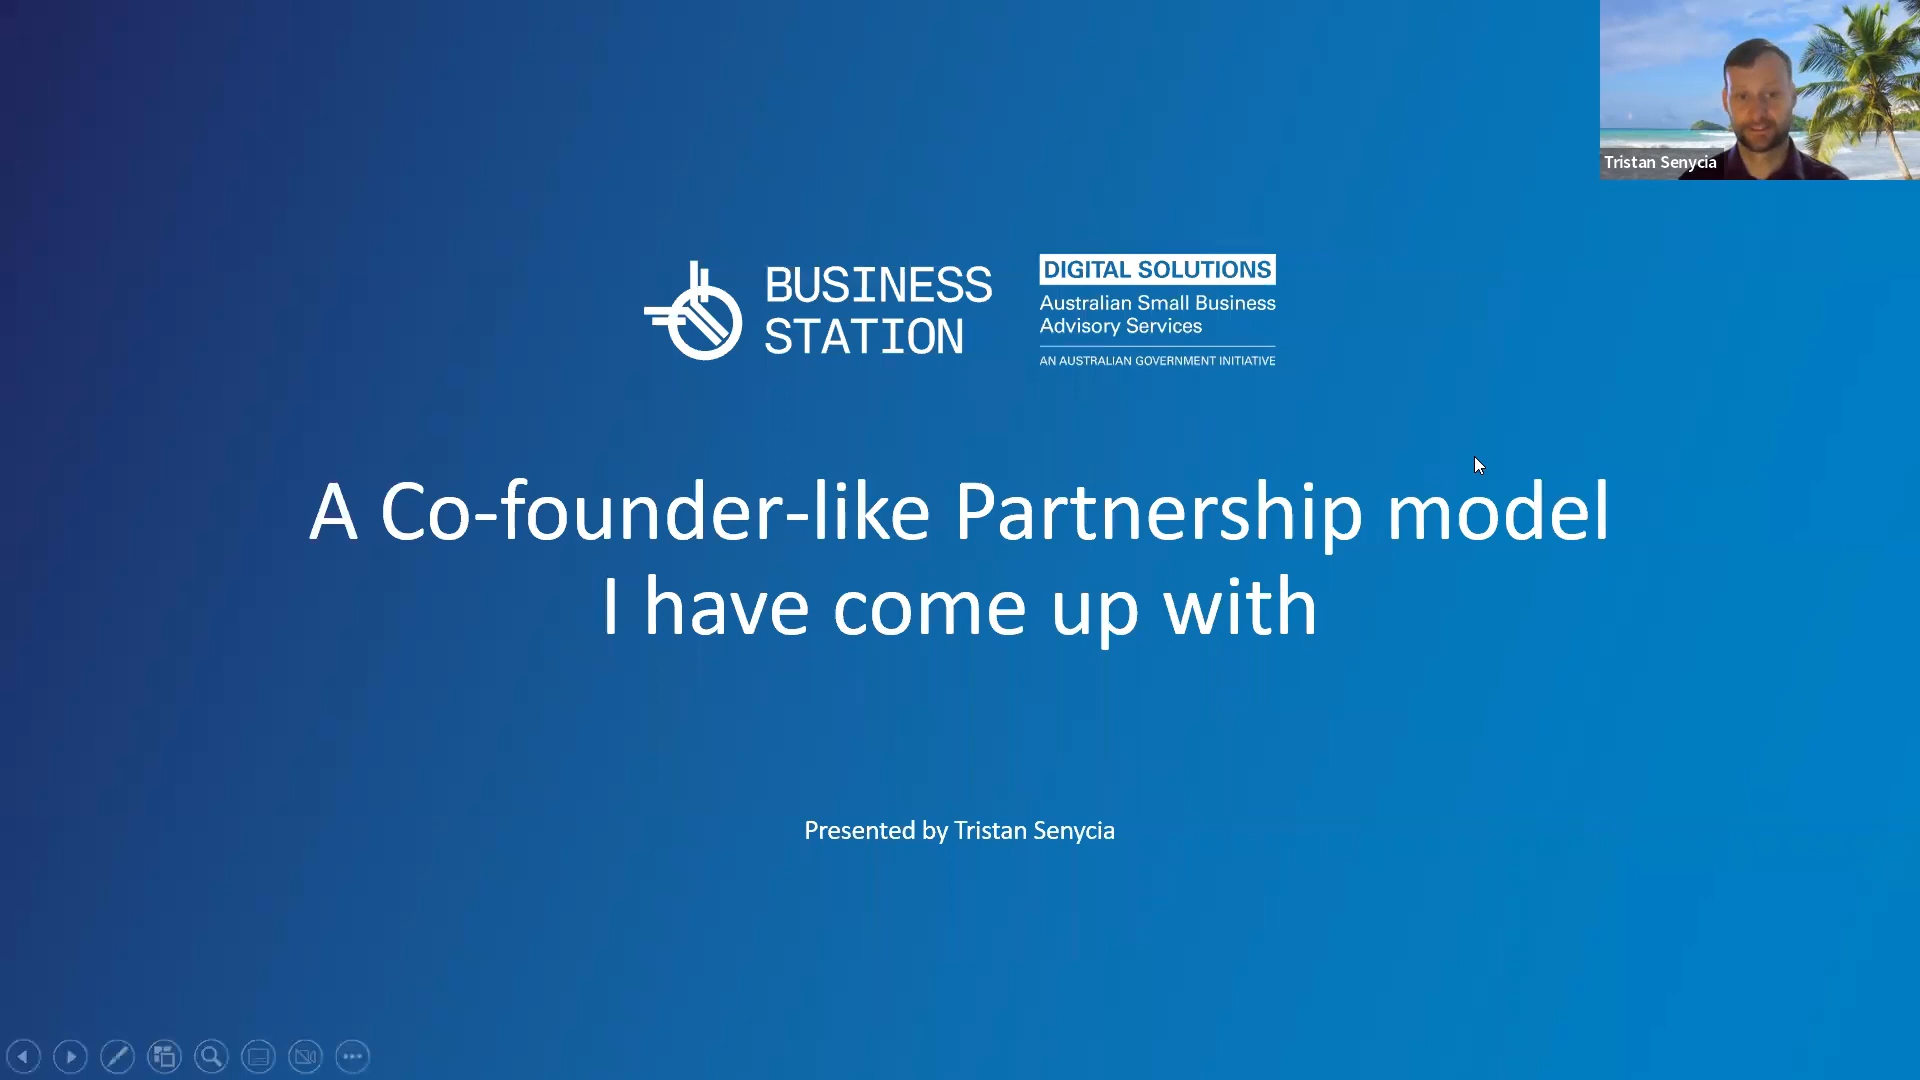 Tristan Senycia
BUSINESS
STATION
DIGITAL SOLUTIONS
Australian Small Business
Advisory Services
AN AUSTRALIAN GOVERNMENT INITIATIVE
A Co-founder-like Partnership model
I have come up with
Presented by Tristan Senycia